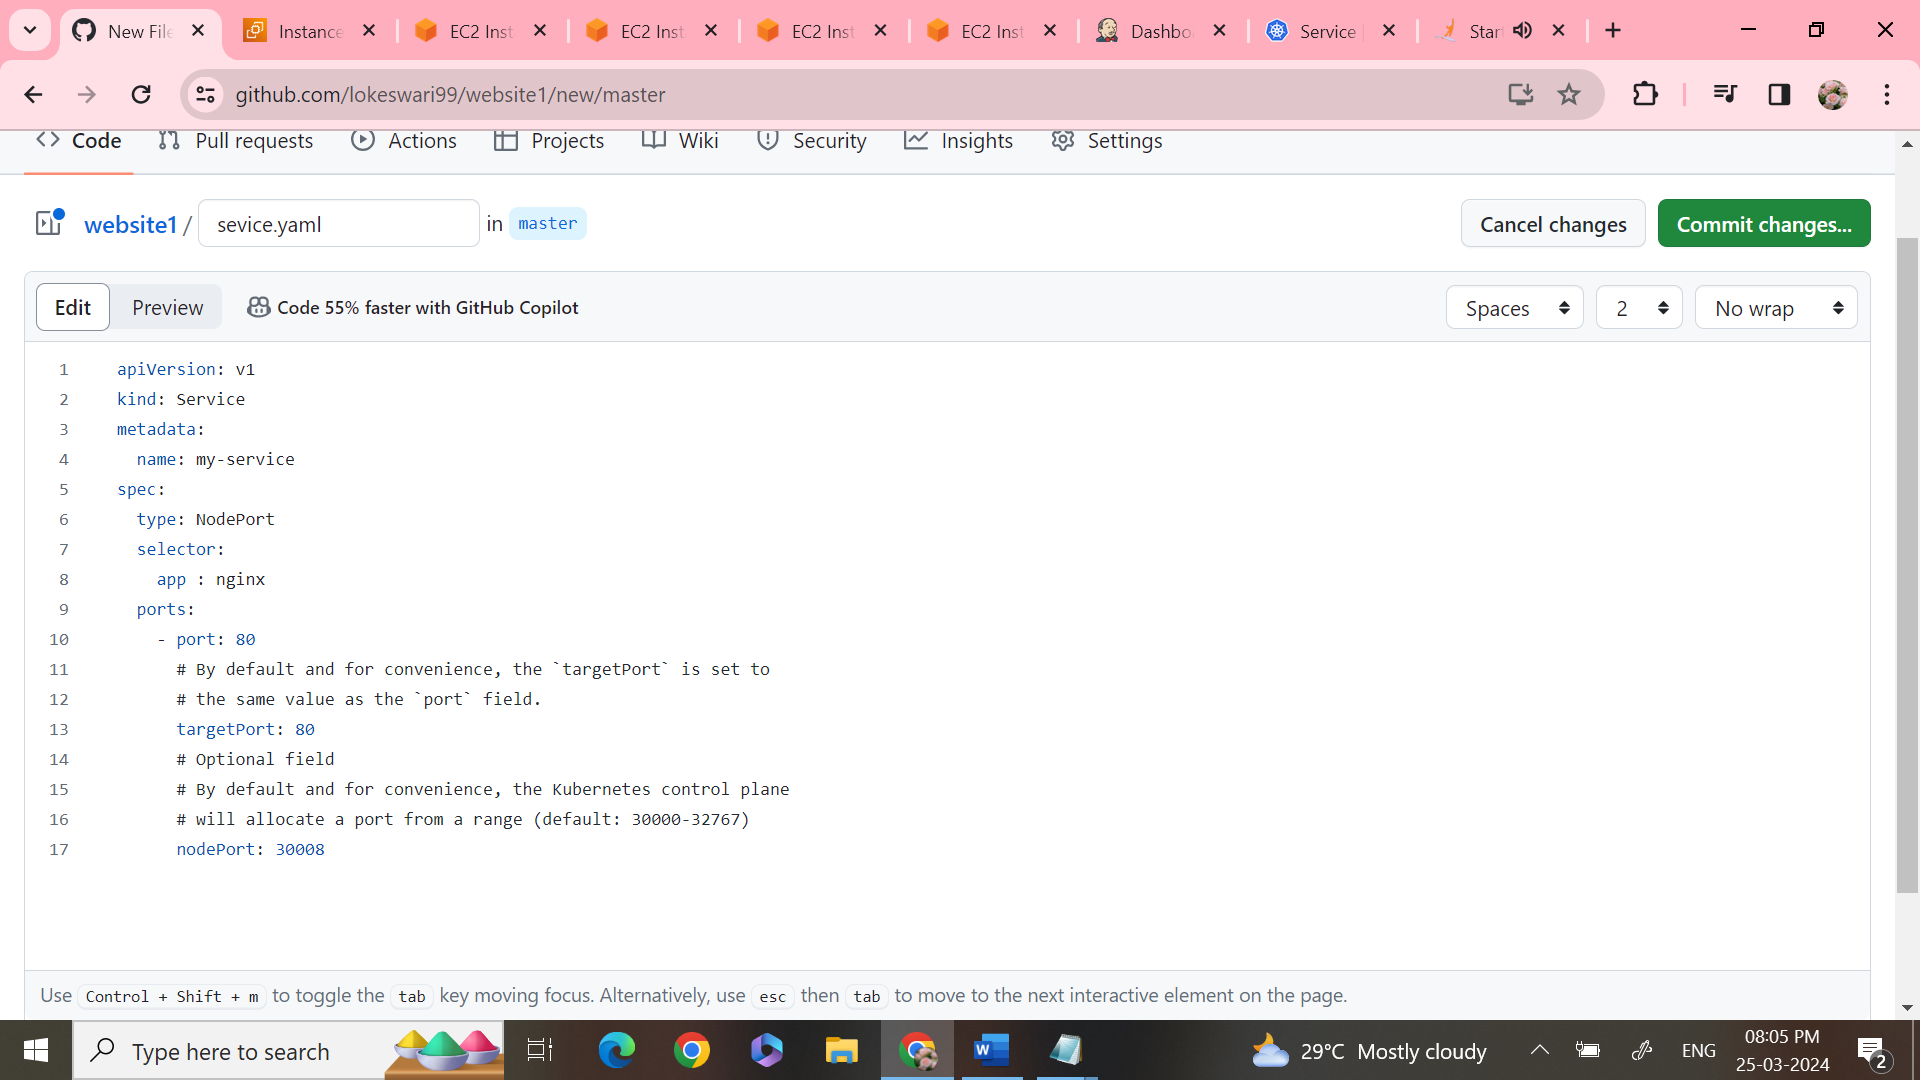 New File
Instance
EC2 Inst
EC2 Inst
EC2 Inst
EC2 Inst
Dashbo
Service
Star
github.com/lokeswari99/website1/new/master
Code
Pull requests
Actions
Projects
Wiki
Security
Insights
Settings
website1 / sevice.yaml in master
Cancel changes
Commit changes...
Edit
Preview
Code 55% faster with GitHub Copilot
Spaces
2
No wrap
1 apiVersion: v1
2 kind: Service
3 metadata:
4 name: my-service
5 spec:
6 type: NodePort
7 selector:
8 app : nginx
9 ports:
10 - port: 80
11 # By default and for convenience, the `targetPort` is set to
12 # the same value as the `port` field.
13 targetPort: 80
14 # Optional field
15 # By default and for convenience, the Kubernetes control plane
16 # will allocate a port from a range (default: 30000-32767)
17 nodePort: 30008
Use Control + Shift + m to toggle the tab key moving focus. Alternatively, use esc then tab to move to the next interactive element on the page.
Type here to search
29°C Mostly cloudy
ENG
08:05 PM
25-03-2024
2